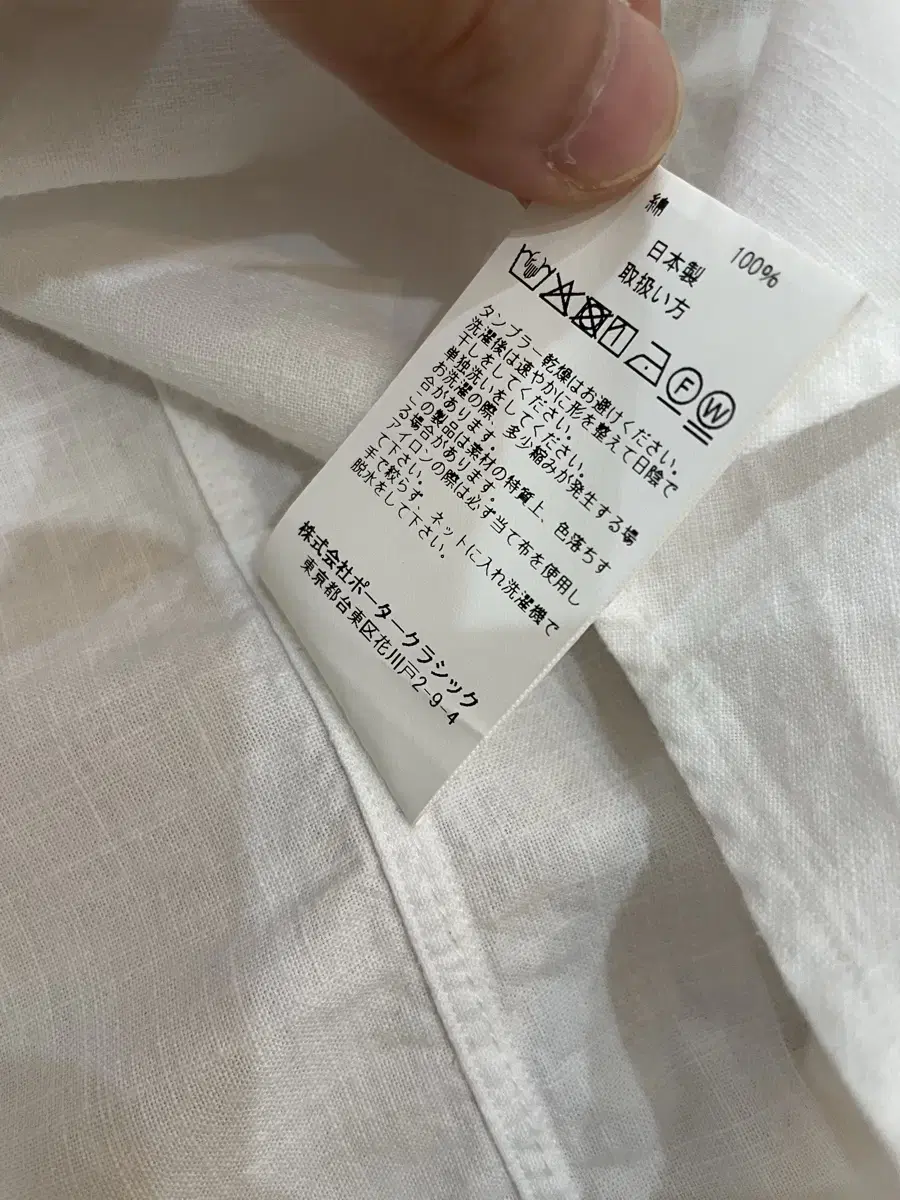 綿 100%
日本製
取扱い方
F W
タンブラー乾燥はお避けください。
洗濯後は速やかに形を整えて日陰で
干しをしてください。
単独洗いをしてください。
お洗濯の際、多少縮みが発生する場
合があります。
この製品は素材の特質上、色落ちす
る場合があります。
アイロンの際は必ず当て布を使用し
て下さい。
手で絞らず、ネットに入れ洗濯機で
脱水をして下さい。
株式会社ポータークラシック
東京都台東区花川戸2-9-4